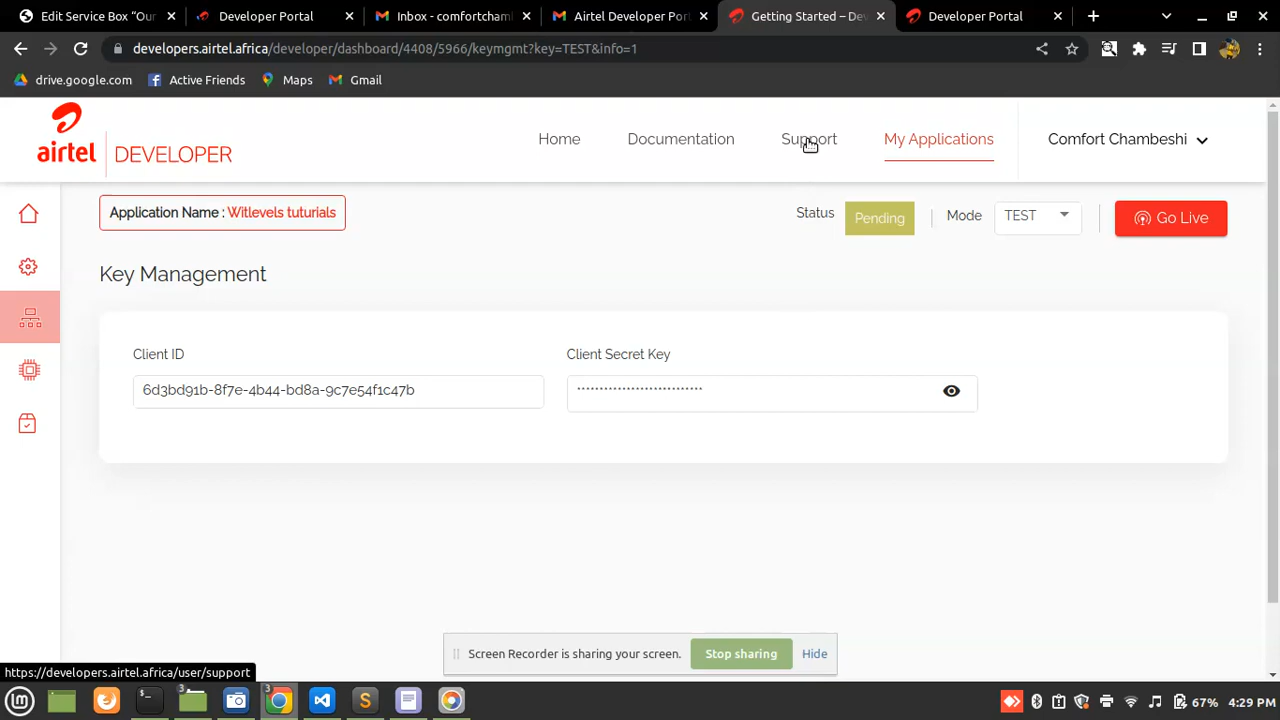 Edit Service Box “Our
Developer Portal
Inbox - comfortcham
Airtel Developer Port
Getting Started – Dev
Developer Portal
developers.airtel.africa/developer/dashboard/4408/5966/keymgmt?key=TEST&info=1
drive.google.com
Active Friends
Maps
Gmail
airtel DEVELOPER
Home
Documentation
Support
My Applications
Comfort Chambeshi
Application Name : Witlevels tuturials
Status
Pending
Mode
TEST
Go Live
Key Management
Client ID
Client Secret Key
6d3bd91b-8f7e-4b44-bd8a-9c7e54f1c47b
****************************
Screen Recorder is sharing your screen.
Stop sharing
Hide
https://developers.airtel.africa/user/support
3
3
67%
4:29 PM